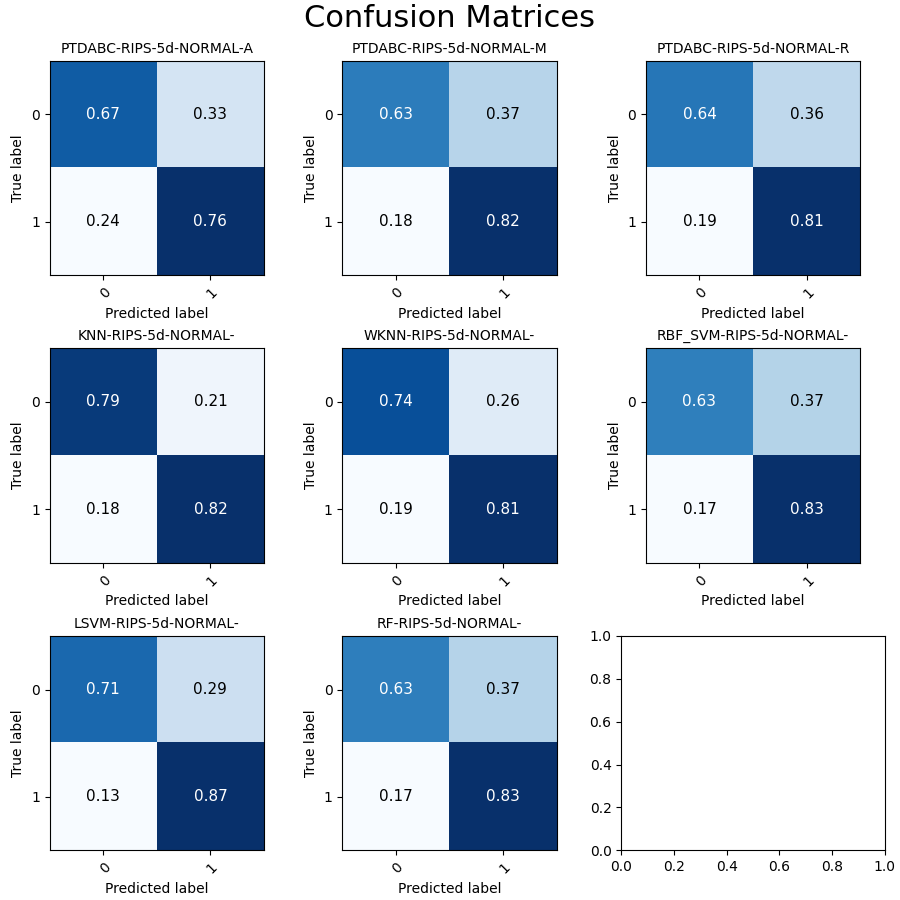 Confusion Matrices
PTDABC-RIPS-5d-NORMAL-A
0
0.67
0.33
True label
1
0.24
0.76
0
1
Predicted label
PTDABC-RIPS-5d-NORMAL-M
0
0.63
0.37
True label
1
0.18
0.82
0
1
Predicted label
PTDABC-RIPS-5d-NORMAL-R
0
0.64
0.36
True label
1
0.19
0.81
0
1
Predicted label
KNN-RIPS-5d-NORMAL-
0
0.79
0.21
True label
1
0.18
0.82
0
1
Predicted label
WKNN-RIPS-5d-NORMAL-
0
0.74
0.26
True label
1
0.19
0.81
0
1
Predicted label
RBF_SVM-RIPS-5d-NORMAL-
0
0.63
0.37
True label
1
0.17
0.83
0
1
Predicted label
LSVM-RIPS-5d-NORMAL-
0
0.71
0.29
True label
1
0.13
0.87
0
1
Predicted label
RF-RIPS-5d-NORMAL-
0
0.63
0.37
True label
1
0.17
0.83
0
1
Predicted label
1.0
0.8
0.6
0.4
0.2
0.0
0.0 0.2 0.4 0.6 0.8 1.0